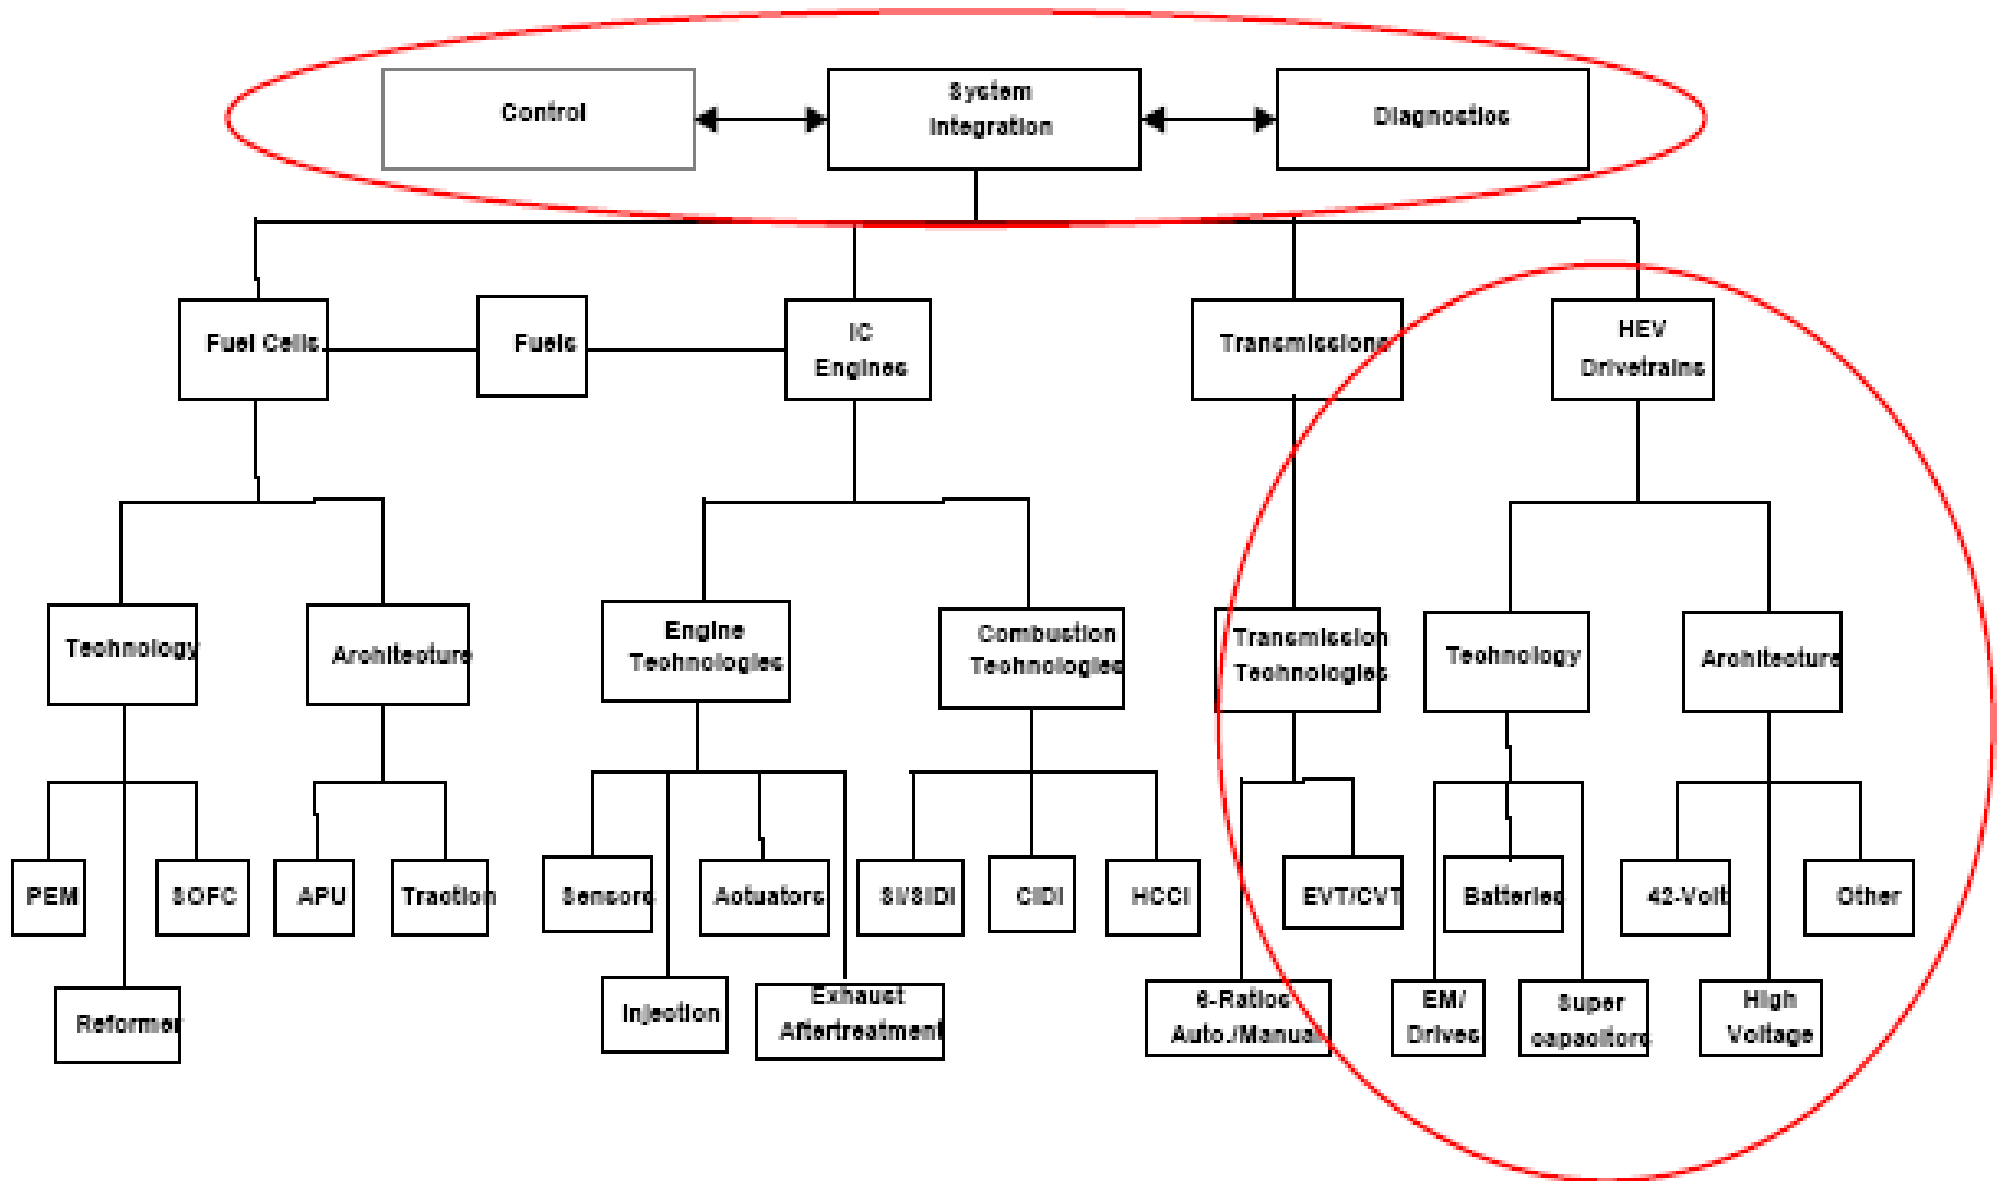 Control
System
Integration
Diagnostics
Fuel Cells
Fuels
IC
Engines
Transmissions
HEV
Drivetrains
Technology
Architecture
Engine
Technologies
Combustion
Technologies
Transmission
Technologies
Technology
Architecture
PEM
SOFC
APU
Traction
Sensors
Actuators
SI/SIDI
CIDI
HCCI
EVT/CVT
Batteries
42-Volt
Other
Reformer
Injection
Exhaust
Aftertreatment
6-Ratios
Auto./Manual
EM/
Drives
Super
capacitors
High
Voltage